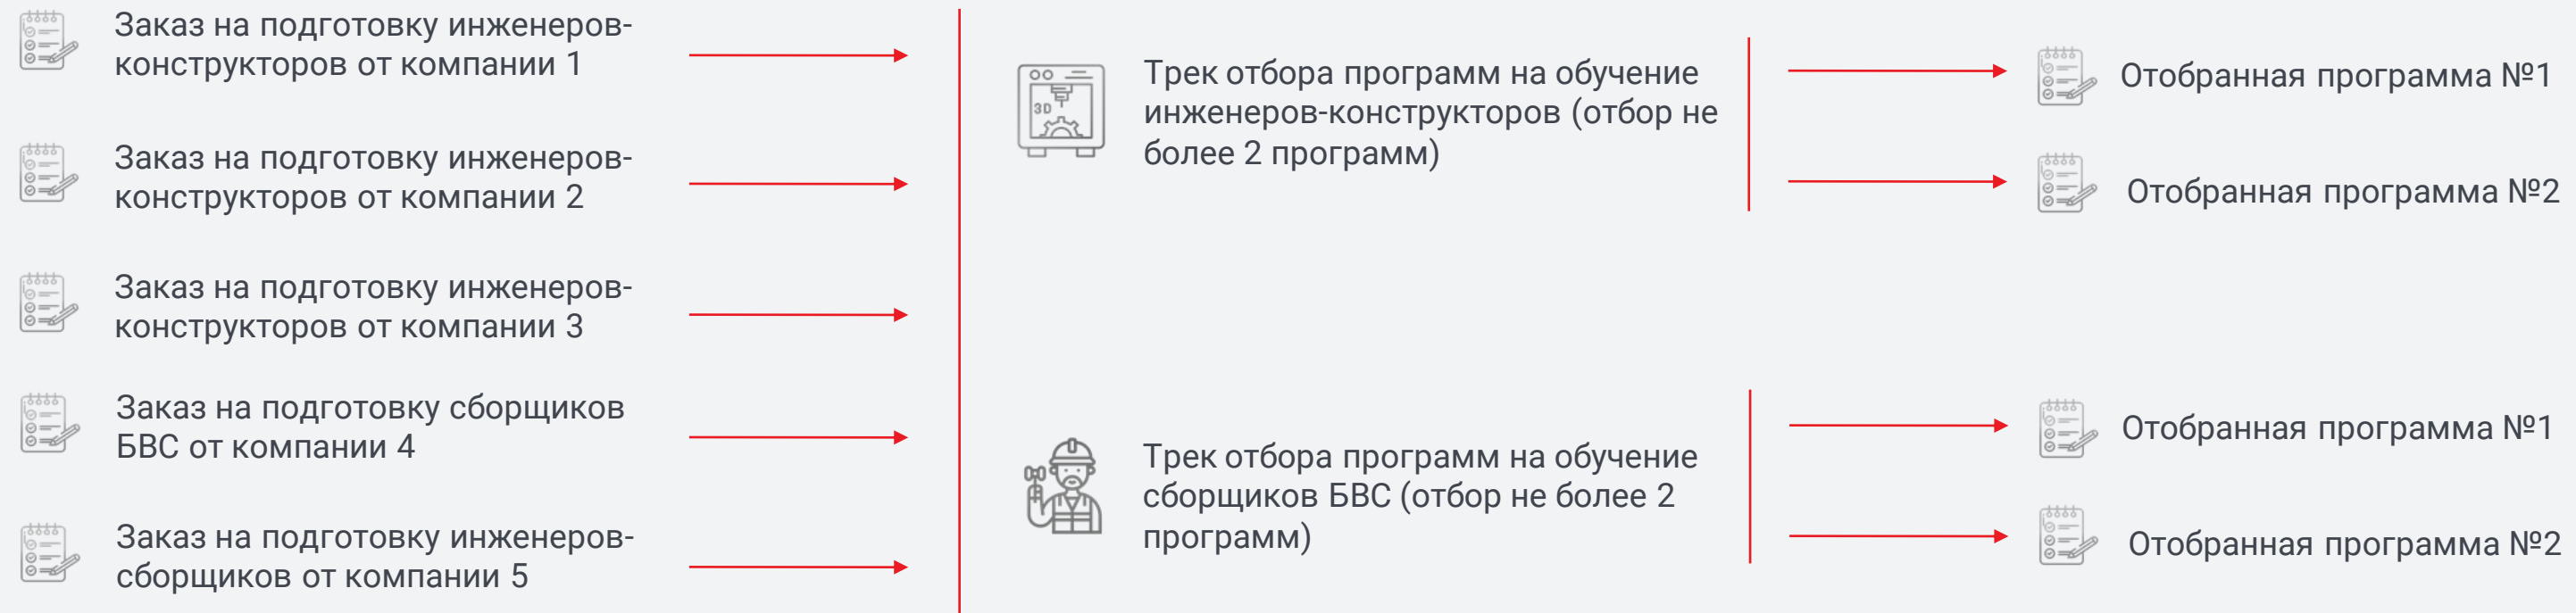 Заказ на подготовку инженеров-
конструкторов от компании 1
Заказ на подготовку инженеров-
конструкторов от компании 2
Заказ на подготовку инженеров-
конструкторов от компании 3
Заказ на подготовку сборщиков
БВС от компании 4
Заказ на подготовку инженеров-
сборщиков от компании 5
3D
Трек отбора программ на обучение
инженеров-конструкторов (отбор не
более 2 программ)
Трек отбора программ на обучение
сборщиков БВС (отбор не более 2
программ)
Отобранная программа №1
Отобранная программа №2
Отобранная программа №1
Отобранная программа №2